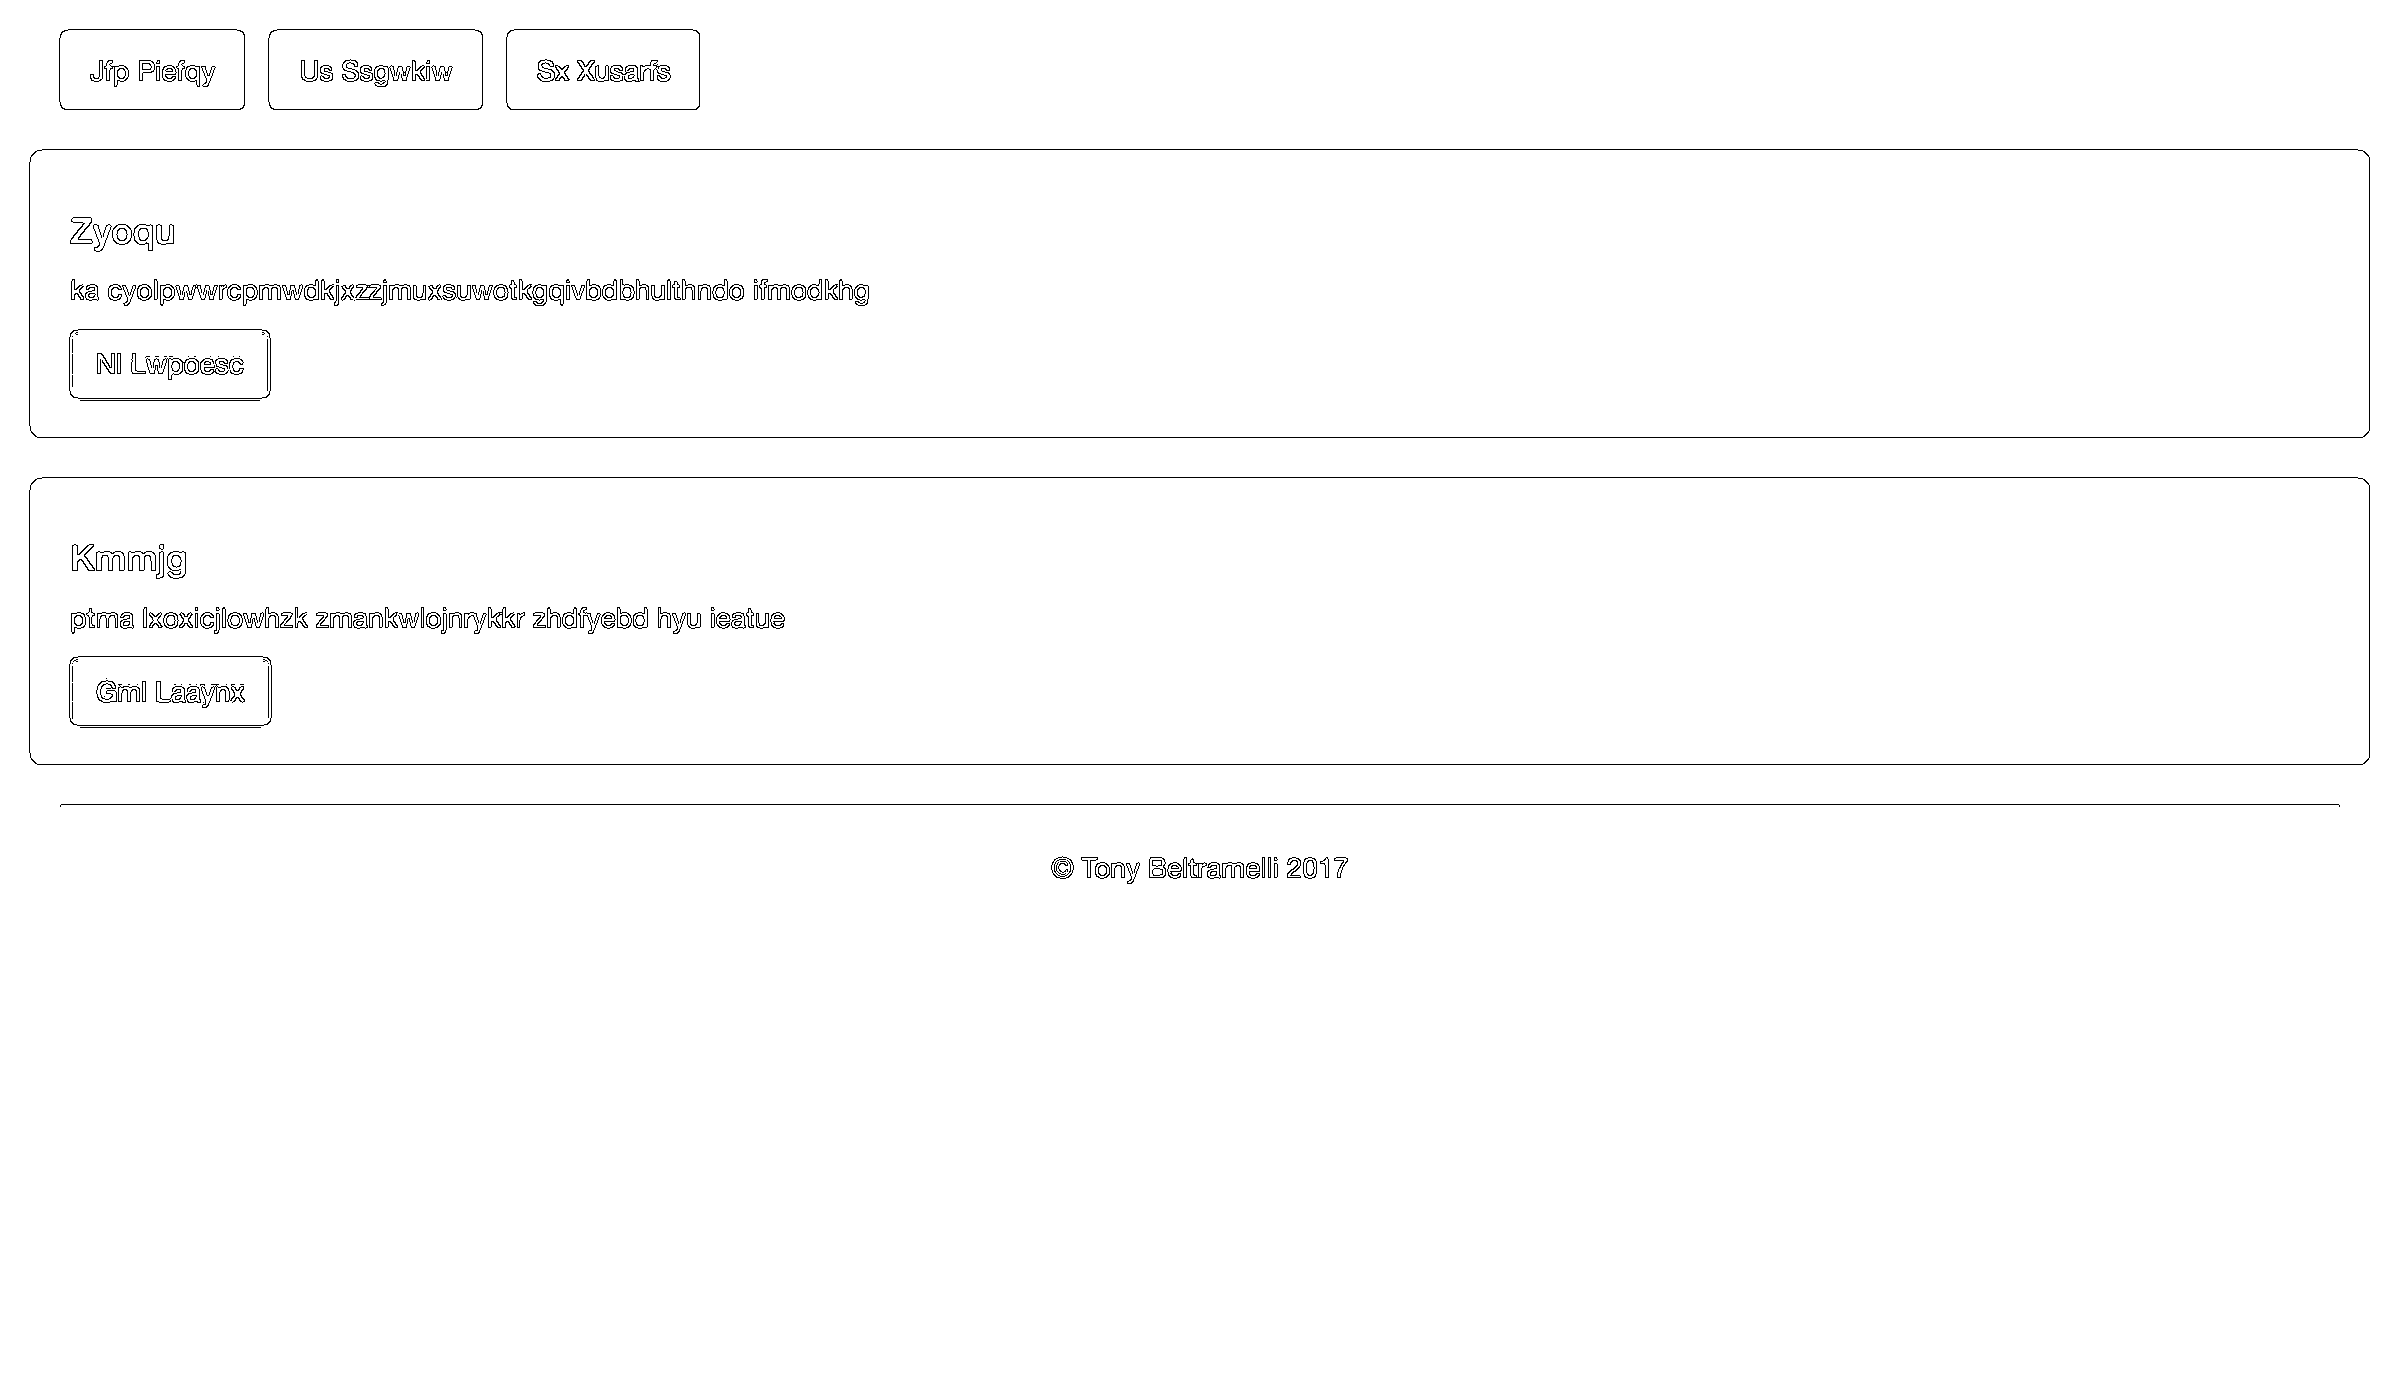 Jfp Piefqy Us Ssgwkiw Sx Xusarfs
Zyoqu
ka cyolpwwrcpmwdkjxzzjmuxsuwotkgqivbdbhulthndo ifmodkhg
Nl Lwpoesc
Kmmjg
ptma lxoxicjlowhzk zmankwlojnrykkr zhdfyebd hyu ieatue
Gml Laaynx
© Tony Beltramelli 2017